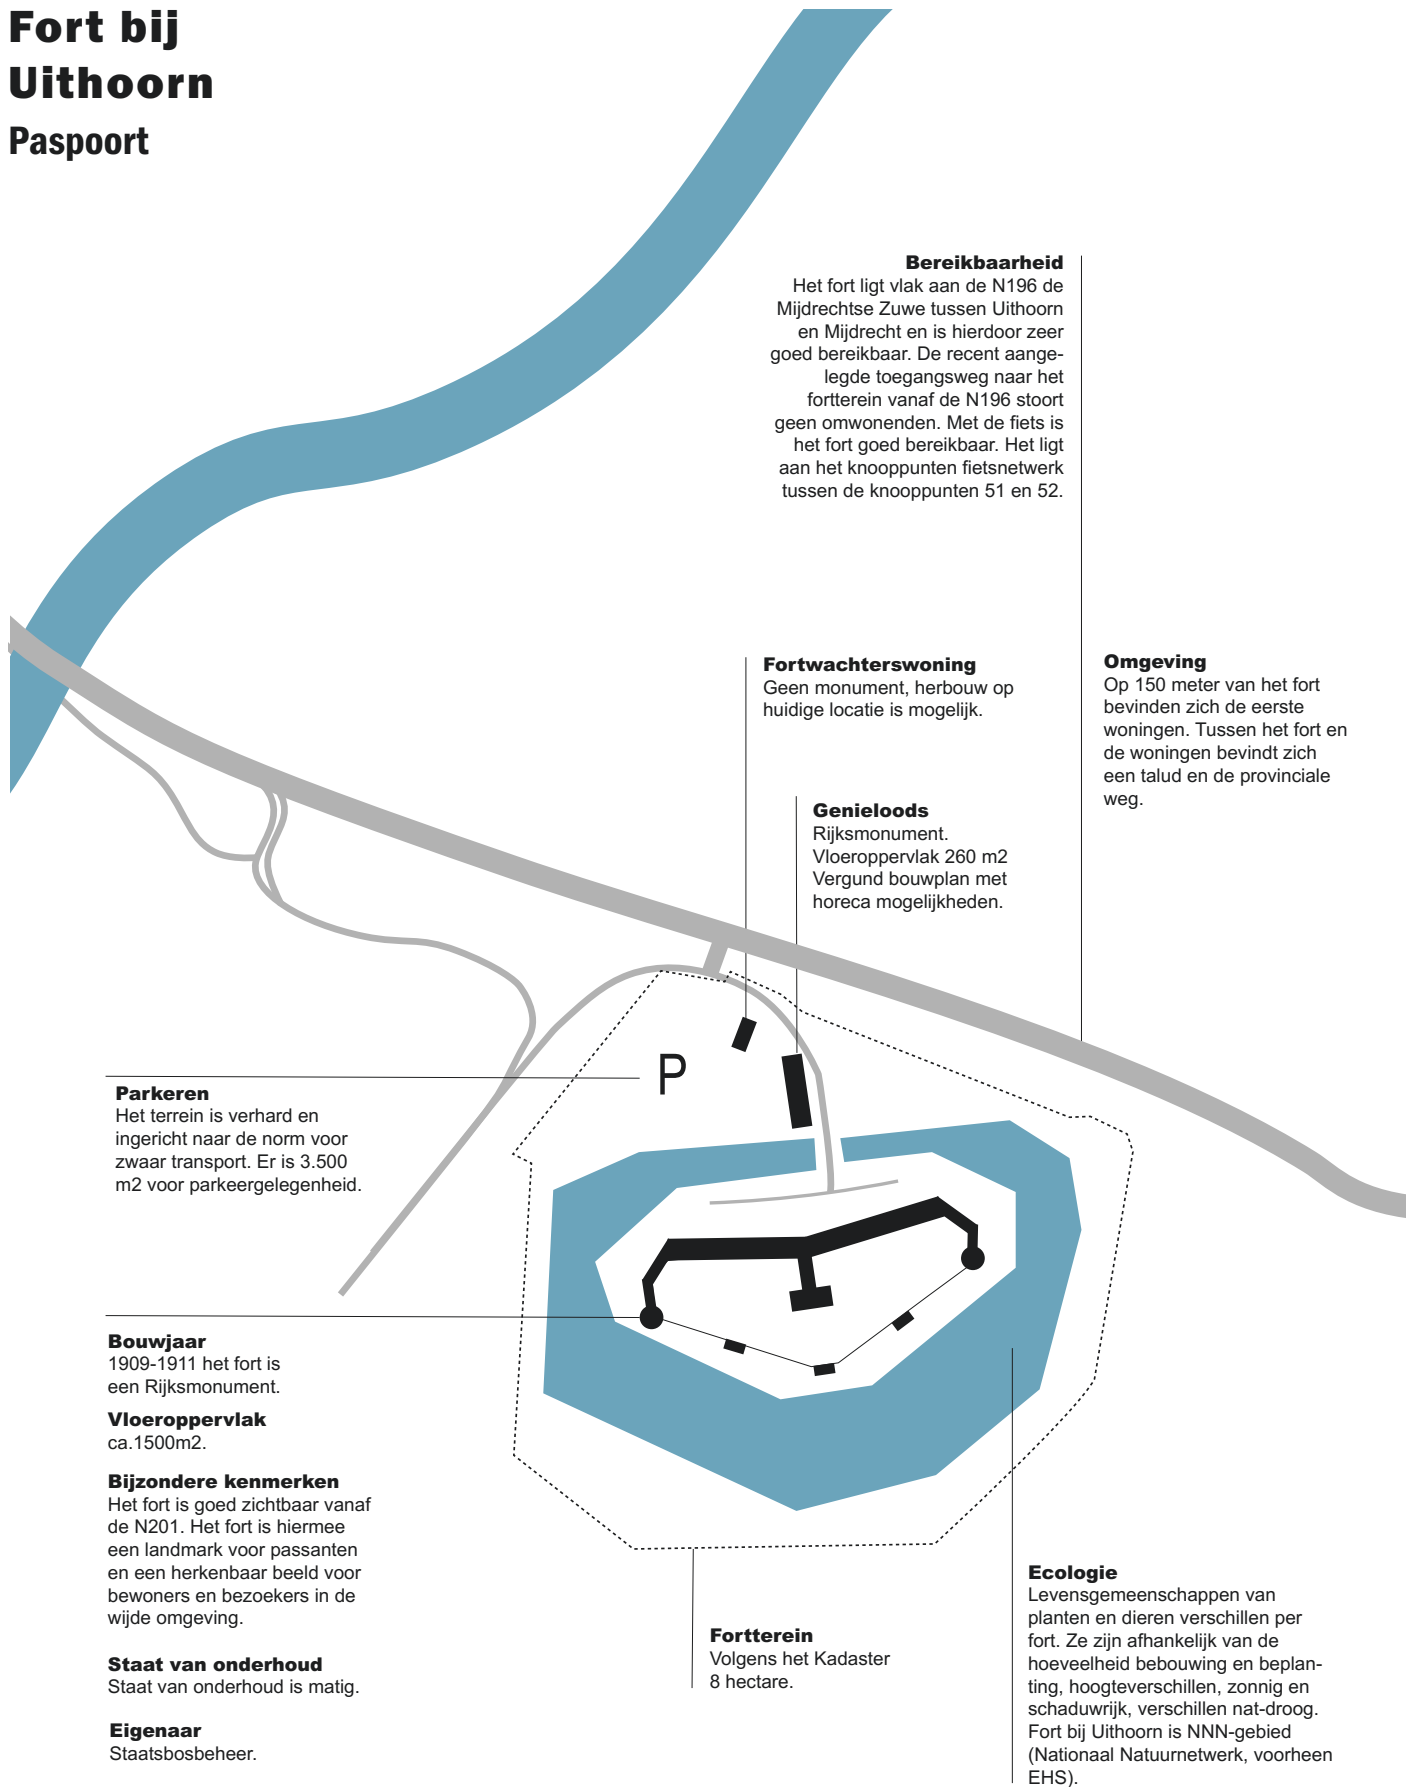 Fort bij
Uithoorn
Paspoort
Bereikbaarheid
Het fort ligt vlak aan de N196 de
Mijdrechtse Zuwe tussen Uithoorn
en Mijdrecht en is hierdoor zeer
goed bereikbaar. De recent aange-
legde toegangsweg naar het
fortterein vanaf de N196 stoort
geen omwonenden. Met de fiets is
het fort goed bereikbaar. Het ligt
aan het knooppunten fietsnetwerk
tussen de knooppunten 51 en 52.
Fortwachterswoning
Geen monument, herbouw op
huidige locatie is mogelijk.
Omgeving
Op 150 meter van het fort
bevinden zich de eerste
woningen. Tussen het fort en
de woningen bevindt zich
een talud en de provinciale
weg.
Genieloods
Rijksmonument.
Vloeroppervlak 260 m2
Vergund bouwplan met
horeca mogelijkheden.
P
Parkeren
Het terrein is verhard en
ingericht naar de norm voor
zwaar transport. Er is 3.500
m2 voor parkeergelegenheid.
Bouwjaar
1909-1911 het fort is
een Rijksmonument.
Vloeroppervlak
ca.1500m2.
Bijzondere kenmerken
Het fort is goed zichtbaar vanaf
de N201. Het fort is hiermee
een landmark voor passanten
en een herkenbaar beeld voor
bewoners en bezoekers in de
wijde omgeving.
Staat van onderhoud
Staat van onderhoud is matig.
Eigenaar
Staatsbosbeheer.
Fortterein
Volgens het Kadaster
8 hectare.
Ecologie
Levensgemeenschappen van
planten en dieren verschillen per
fort. Ze zijn afhankelijk van de
hoeveelheid bebouwing en beplan-
ting, hoogteverschillen, zonnig en
schaduwrijk, verschillen nat-droog.
Fort bij Uithoorn is NNN-gebied
(Nationaal Natuurnetwerk, voorheen
EHS).